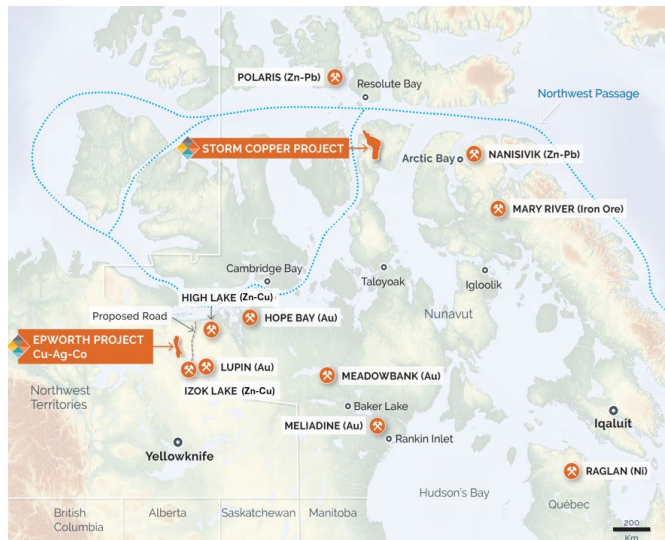 POLARIS (Zn-Pb)
Resolute Bay
Northwest Passage
STORM COPPER PROJECT
Arctic Bay
NANISIVIK (Zn-Pb)
MARY RIVER (Iron Ore)
Cambridge Bay
Taloyoak
Igloolik
HIGH LAKE (Zn-Cu)
Proposed Road
HOPE BAY (Au)
Nunavut
EPWORTH PROJECT
Cu-Ag-Co
LUPIN (Au)
MEADOWBANK (Au)
IZOK LAKE (Zn-Cu)
Northwest
Territories
Baker Lake
Iqaluit
MELIADINE (Au)
Rankin Inlet
Yellowknife
RAGLAN (Ni)
Hudson's Bay
Québec
British
Columbia
Alberta
Saskatchewan
Manitoba
200
Km